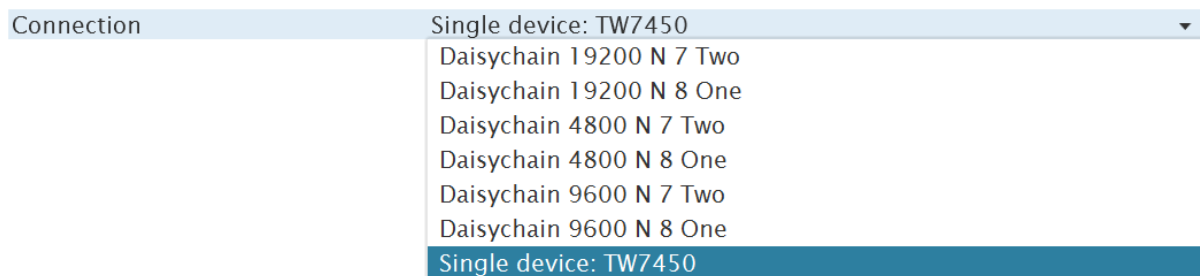 Connection Single device: TW7450
Daisychain 19200 N 7 Two
Daisychain 19200 N 8 One
Daisychain 4800 N 7 Two
Daisychain 4800 N 8 One
Daisychain 9600 N 7 Two
Daisychain 9600 N 8 One
Single device: TW7450